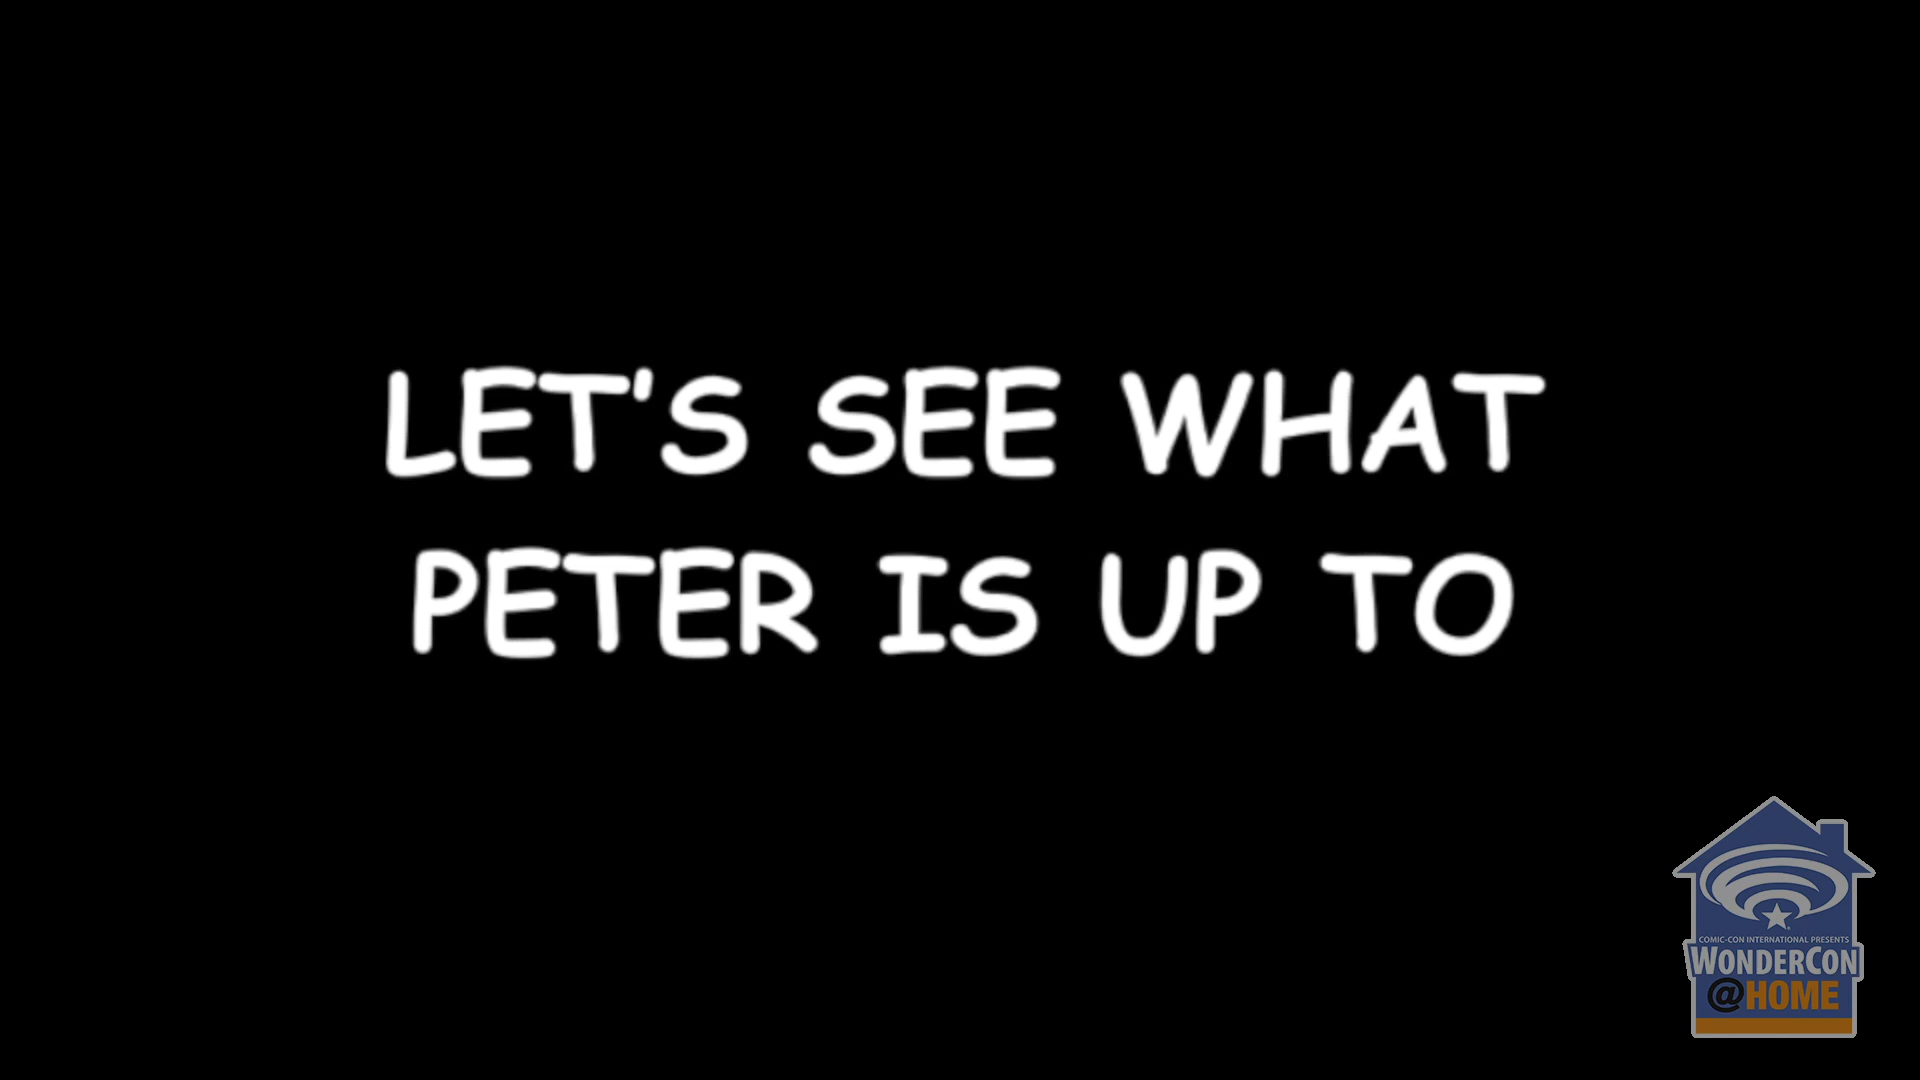 LET'S SEE WHAT
PETER IS UP TO
COMIC-CON INTERNATIONAL PRESENTS
WONDERCON
@HOME